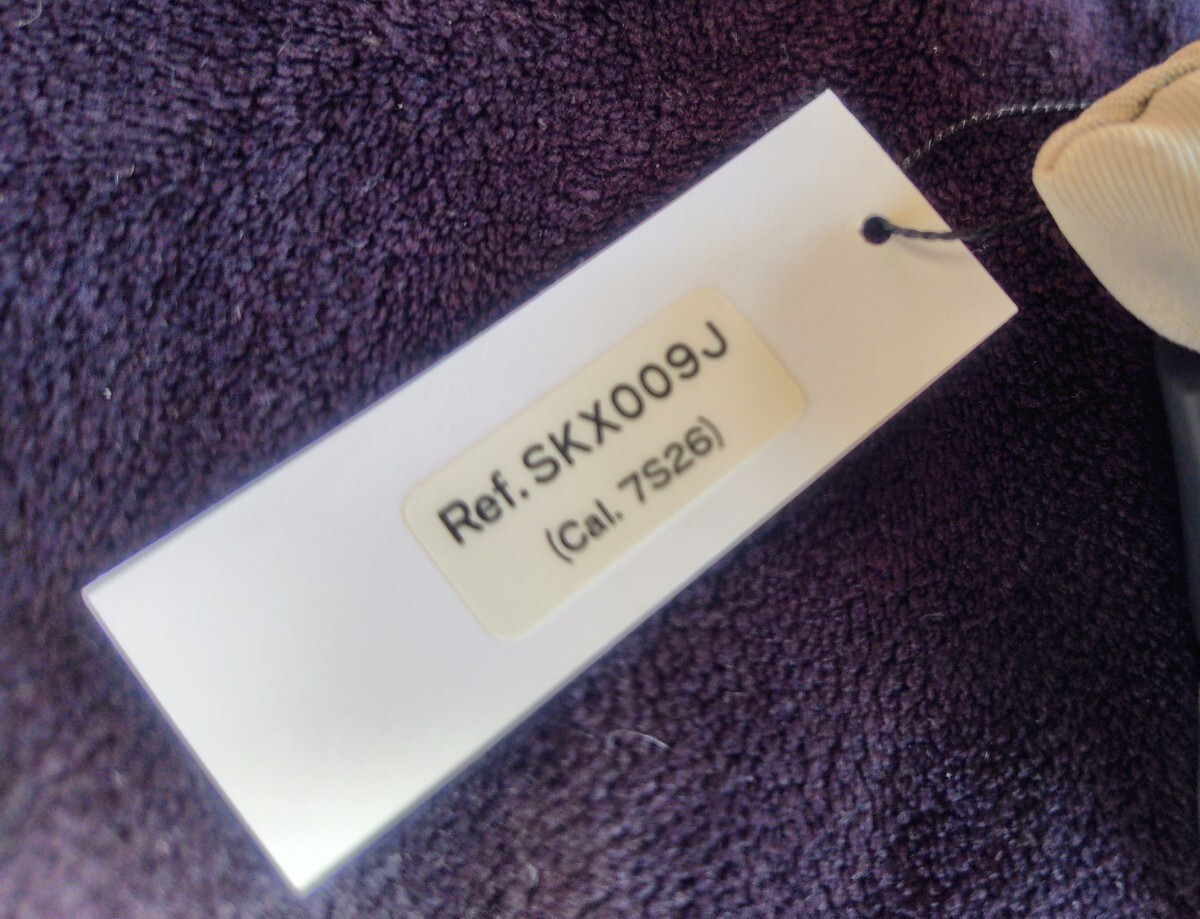 Ref. SKX009J
(Cal. 7S26)